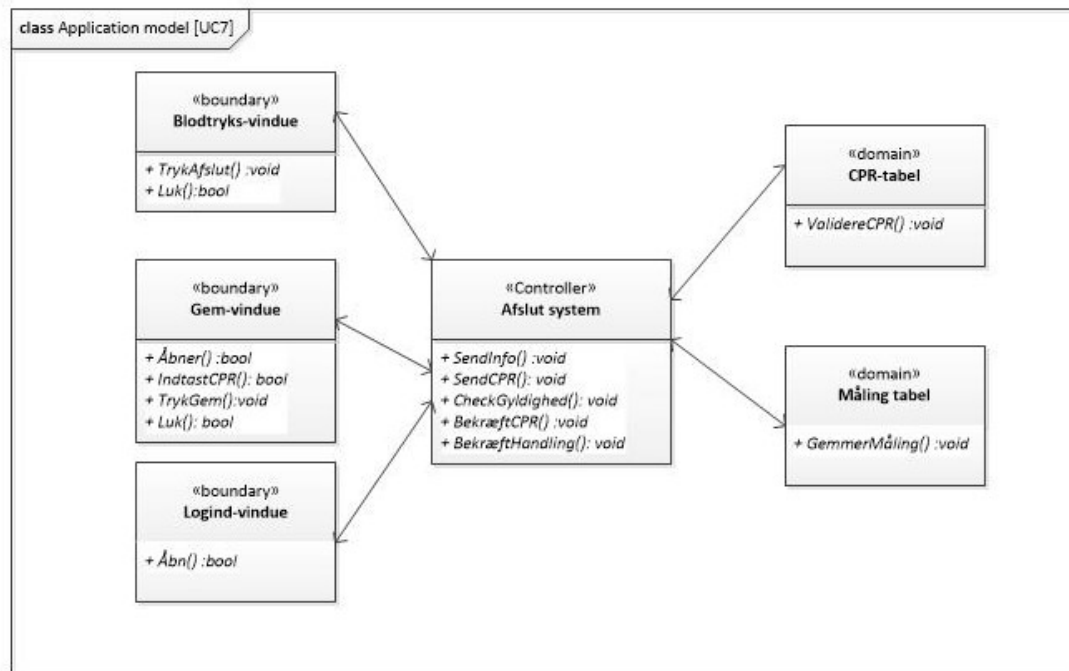 class Application model [UC7]
«boundary»
Blodtryks-vindue
+ TrykAfslut() :void
+ Luk():bool
«boundary»
Gem-vindue
+ Åbner() :bool
+ IndtastCPR(): bool
+ TrykGem():void
+ Luk(): bool
«boundary»
Logind-vindue
+ Åbn() :bool
«Controller»
Afslut system
+ SendInfo() :void
+ SendCPR(): void
+ CheckGyldighed(): void
+ BekræftCPR() :void
+ BekræftHandling(): void
«domain»
CPR-tabel
+ ValidereCPR() :void
«domain»
Måling tabel
+ GemmerMåling() :void